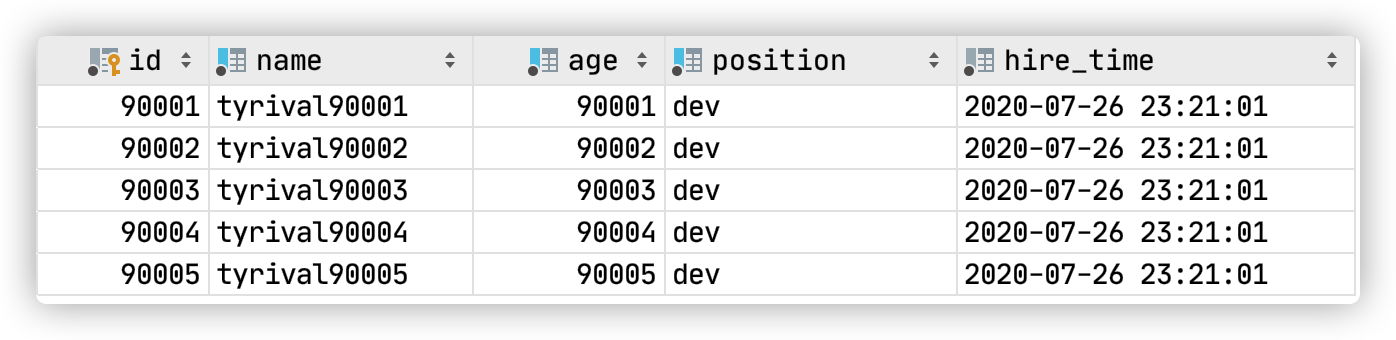 id name age position hire_time
90001 tyrival90001 90001 dev 2020-07-26 23:21:01
90002 tyrival90002 90002 dev 2020-07-26 23:21:01
90003 tyrival90003 90003 dev 2020-07-26 23:21:01
90004 tyrival90004 90004 dev 2020-07-26 23:21:01
90005 tyrival90005 90005 dev 2020-07-26 23:21:01